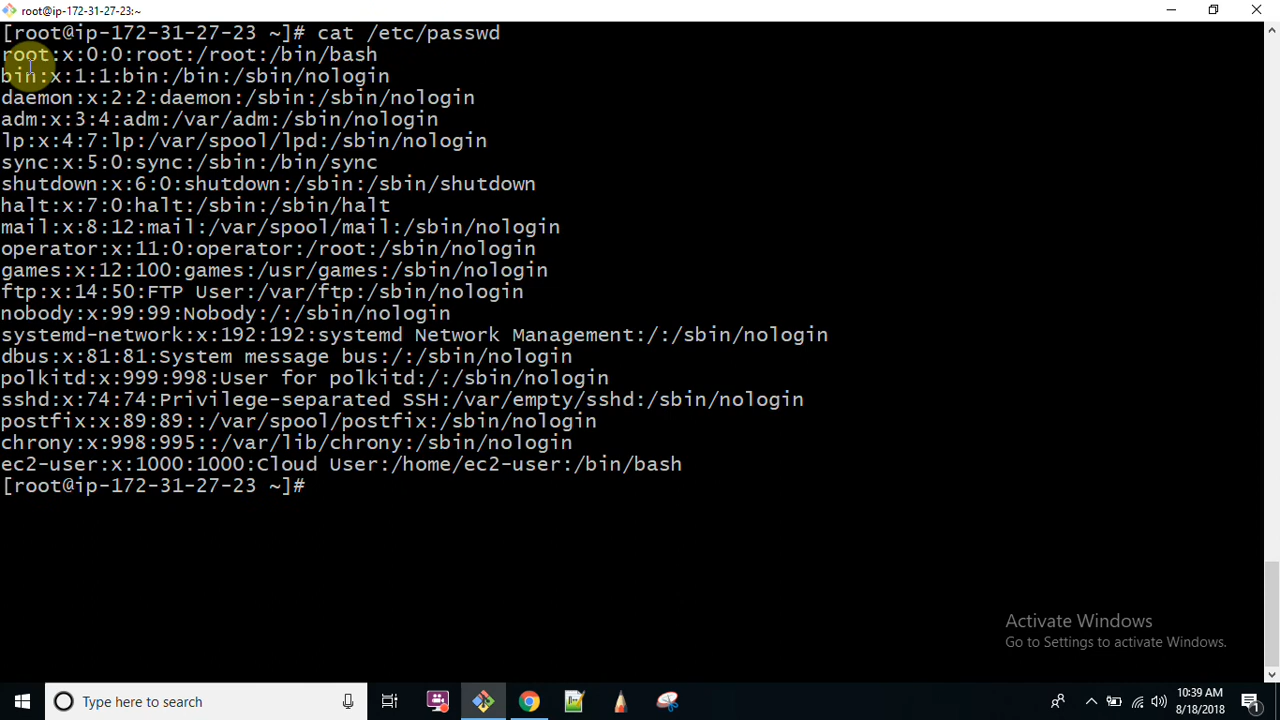 root@ip-172-31-27-23:~
[root@ip-172-31-27-23 ~]# cat /etc/passwd
root:x:0:0:root:/root:/bin/bash
bin:x:1:1:bin:/bin:/sbin/nologin
daemon:x:2:2:daemon:/sbin:/sbin/nologin
adm:x:3:4:adm:/var/adm:/sbin/nologin
lp:x:4:7:lp:/var/spool/lpd:/sbin/nologin
sync:x:5:0:sync:/sbin:/bin/sync
shutdown:x:6:0:shutdown:/sbin:/sbin/shutdown
halt:x:7:0:halt:/sbin:/sbin/halt
mail:x:8:12:mail:/var/spool/mail:/sbin/nologin
operator:x:11:0:operator:/root:/sbin/nologin
games:x:12:100:games:/usr/games:/sbin/nologin
ftp:x:14:50:FTP User:/var/ftp:/sbin/nologin
nobody:x:99:99:Nobody:/:/sbin/nologin
systemd-network:x:192:192:systemd Network Management:/:/sbin/nologin
dbus:x:81:81:System message bus:/:/sbin/nologin
polkitd:x:999:998:User for polkitd:/:/sbin/nologin
sshd:x:74:74:Privilege-separated SSH:/var/empty/sshd:/sbin/nologin
postfix:x:89:89::/var/spool/postfix:/sbin/nologin
chrony:x:998:995::/var/lib/chrony:/sbin/nologin
ec2-user:x:1000:1000:Cloud User:/home/ec2-user:/bin/bash
[root@ip-172-31-27-23 ~]#
Activate Windows
Go to Settings to activate Windows.
Type here to search
10:39 AM
8/18/2018
1